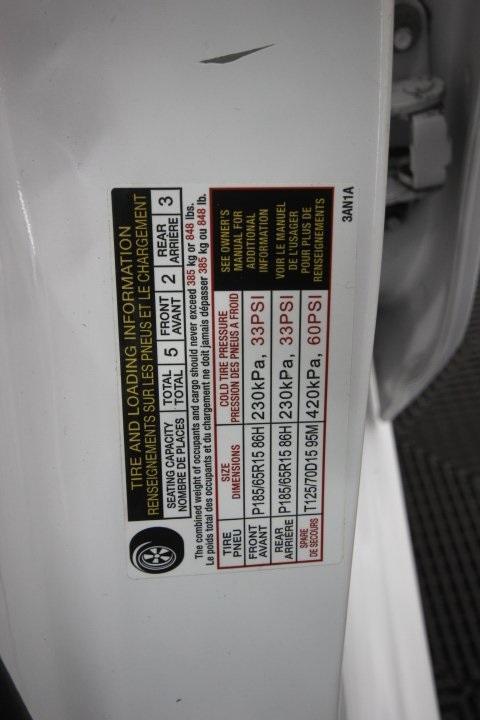 TIRE AND LOADING INFORMATION
RENSEIGNEMENTS SUR LES PNEUS ET LE CHARGEMENT
SEATING CAPACITY
NOMBRE DE PLACES
TOTAL
TOTAL
5
FRONT
AVANT
2
REAR
ARRIÈRE
3
The combined weight of occupants and cargo should never exceed 385 kg or 848 lbs.
Le poids total des occupants et du chargement ne doit jamais dépasser 385 kg ou 848 lb.
TIRE
PNEU
SIZE
DIMENSIONS
COLD TIRE PRESSURE
PRESSION DES PNEUS A FROID
SEE OWNER'S
MANUAL FOR
ADDITIONAL
INFORMATION
FRONT
AVANT
P185/65R15 86H
230kPa, 33PSI
REAR
ARRIÈRE
P185/65R15 86H
230kPa, 33PSI
VOIR LE MANUEL
DE L'USAGER
POUR PLUS DE
RENSEIGNEMENTS
SPARE
DE SECOURS
T125/70D15 95M
420kPa, 60PSI
3AN1A